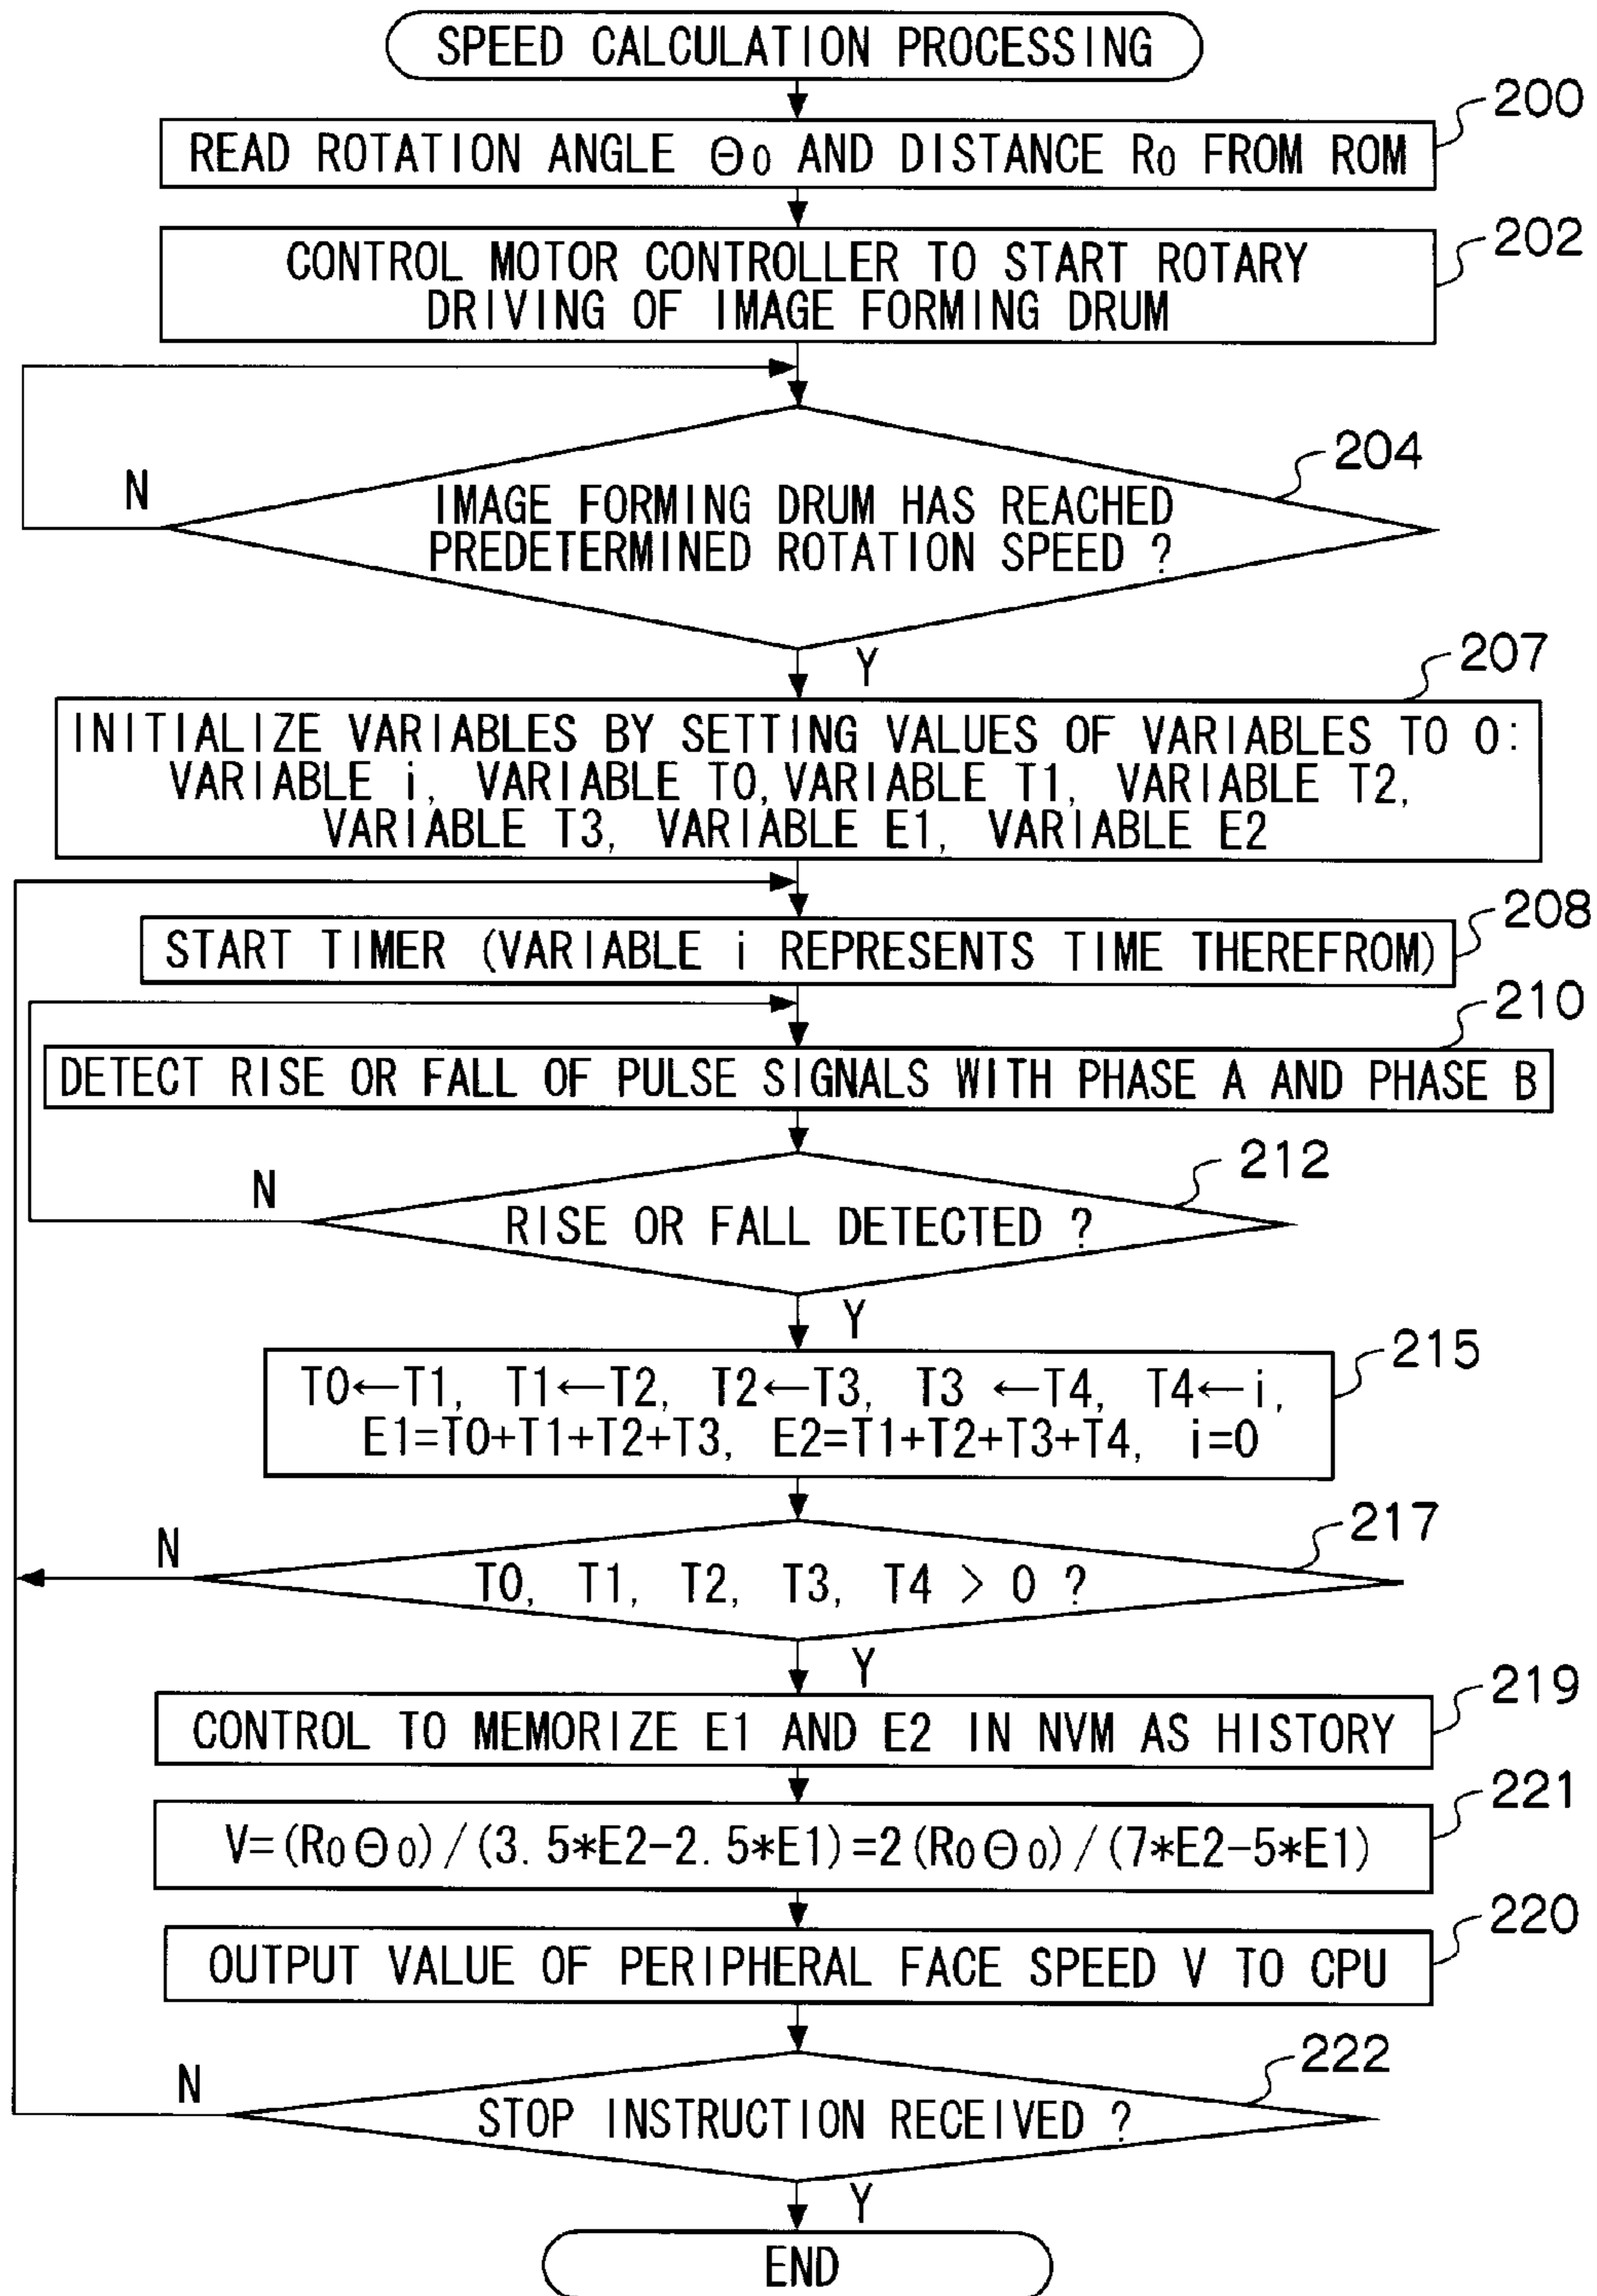 SPEED CALCULATION PROCESSING
200
READ ROTATION ANGLE Θ0 AND DISTANCE R0 FROM ROM
202
CONTROL MOTOR CONTROLLER TO START ROTARY
DRIVING OF IMAGE FORMING DRUM
204
N
IMAGE FORMING DRUM HAS REACHED
PREDETERMINED ROTATION SPEED ?
Y
207
INITIALIZE VARIABLES BY SETTING VALUES OF VARIABLES TO 0:
VARIABLE i, VARIABLE T0, VARIABLE T1, VARIABLE T2,
VARIABLE T3, VARIABLE E1, VARIABLE E2
208
START TIMER (VARIABLE i REPRESENTS TIME THEREFROM)
210
DETECT RISE OR FALL OF PULSE SIGNALS WITH PHASE A AND PHASE B
212
N
RISE OR FALL DETECTED ?
Y
215
T0←T1, T1←T2, T2←T3, T3 ←T4, T4←i,
E1=T0+T1+T2+T3, E2=T1+T2+T3+T4, i=0
217
N
T0, T1, T2, T3, T4 > 0 ?
Y
219
CONTROL TO MEMORIZE E1 AND E2 IN NVM AS HISTORY
221
V=(R0Θ0)/(3.5*E2-2.5*E1)=2(R0Θ0)/(7*E2-5*E1)
220
OUTPUT VALUE OF PERIPHERAL FACE SPEED V TO CPU
222
N
STOP INSTRUCTION RECEIVED ?
Y
END